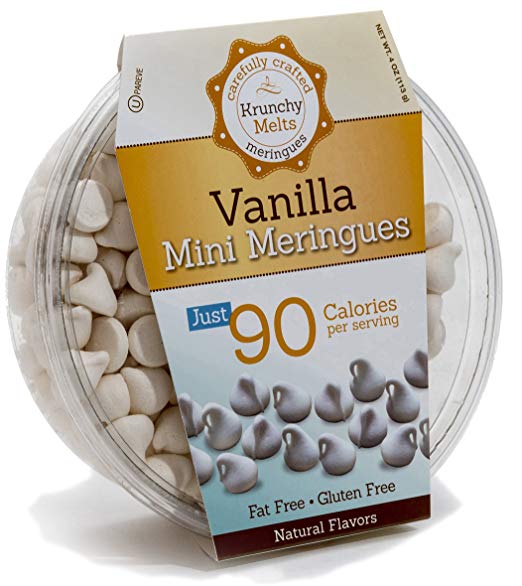 U PAREVE
NET WT. 4 OZ (113 g)
carefully crafted
Krunchy
Melts
meringues
Vanilla
Mini Meringues
Just 90 Calories
per serving
Fat Free • Gluten Free
Natural Flavors